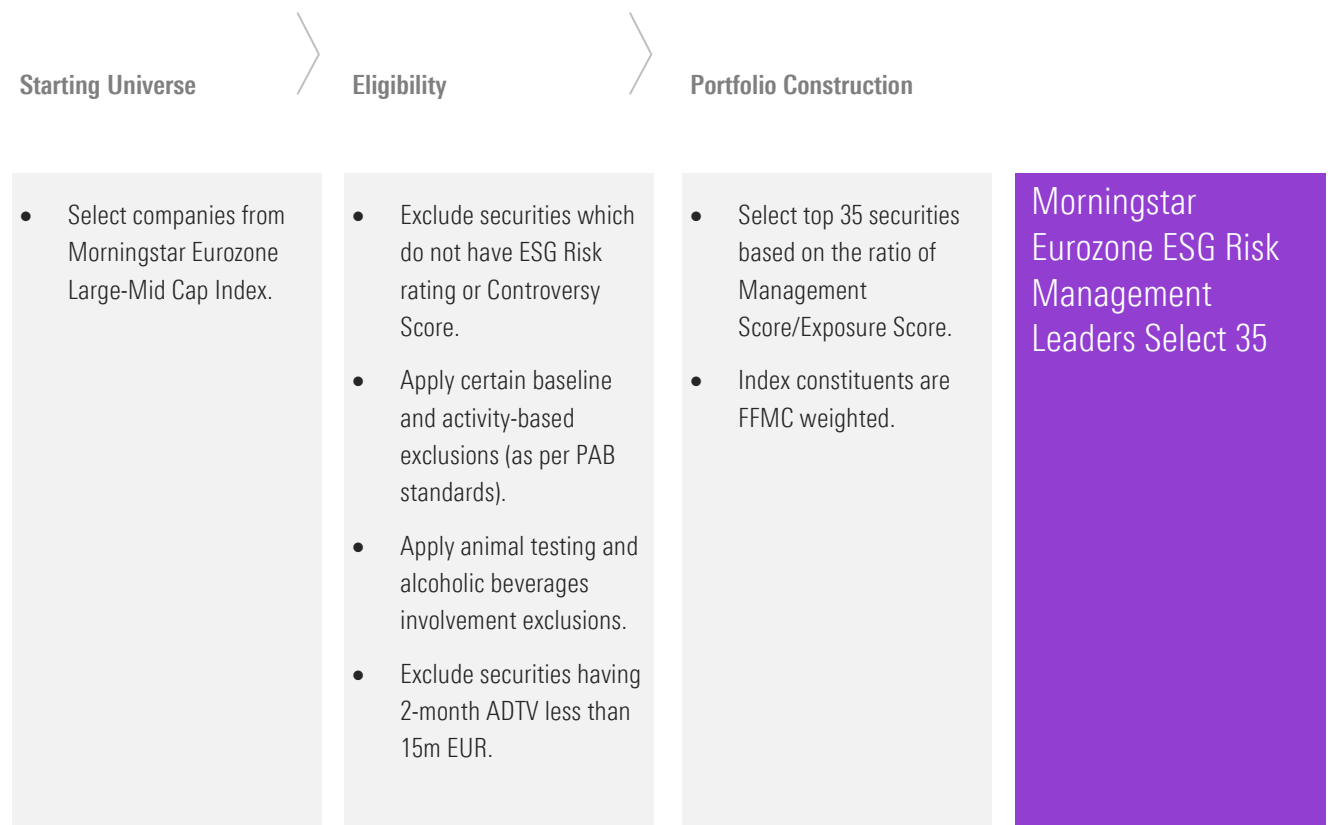 Starting Universe
Eligibility
Portfolio Construction
• Select companies from
Morningstar Eurozone
Large-Mid Cap Index.
• Exclude securities which
do not have ESG Risk
rating or Controversy
Score.
• Apply certain baseline
and activity-based
exclusions (as per PAB
standards).
• Apply animal testing and
alcoholic beverages
involvement exclusions.
• Exclude securities having
2-month ADTV less than
15m EUR.
• Select top 35 securities
based on the ratio of
Management
Score/Exposure Score.
• Index constituents are
FFMC weighted.
Morningstar
Eurozone ESG Risk
Management
Leaders Select 35